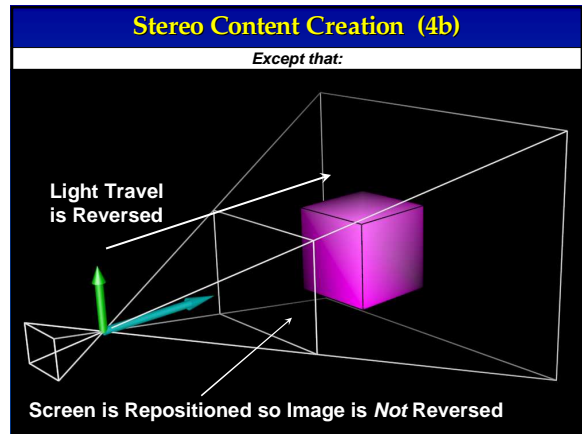 Stereo Content Creation (4b)
Except that:
Light Travel
is Reversed
Screen is Repositioned so Image is Not Reversed